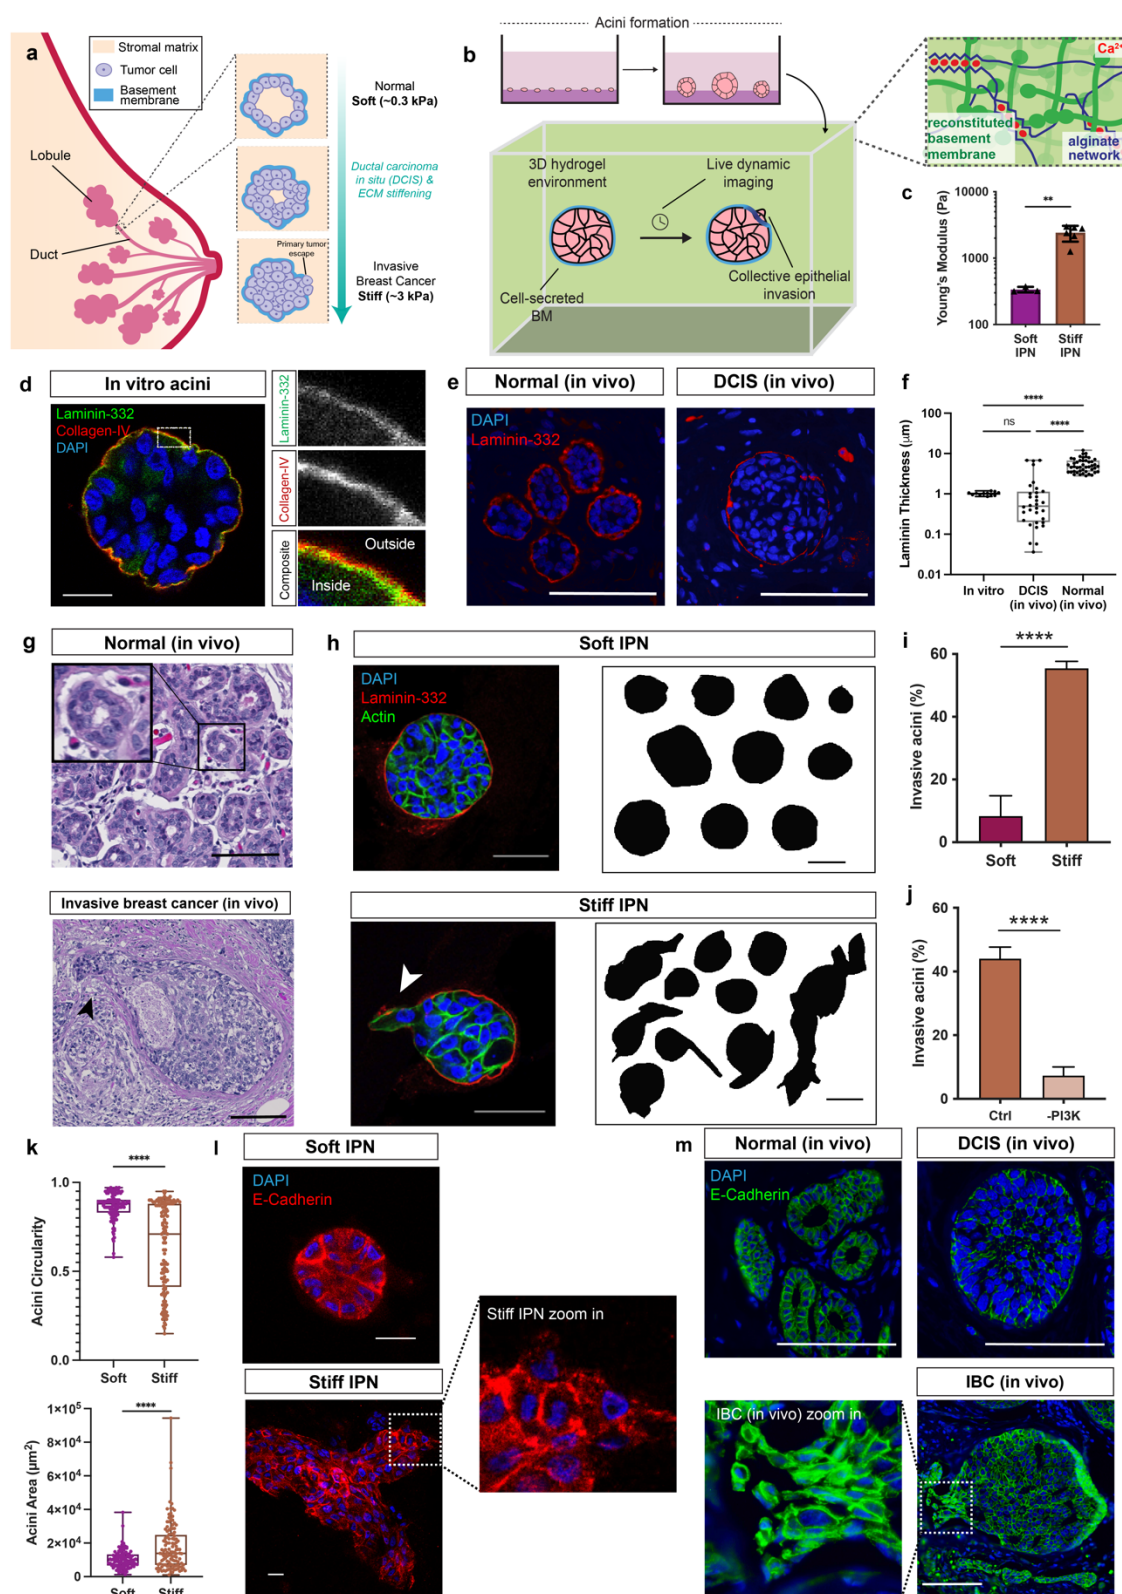 a
Stromal matrix
Tumor cell
Basement
membrane
Lobule
Duct
Normal
Soft (~0.3 kPa)
Ductal carcinoma
in situ (DCIS) &
ECM stiffening
Primary tumor
escape
Invasive
Breast Cancer
Stiff (~3 kPa)
b
Acini formation
3D hydrogel
environment
Live dynamic
imaging
Cell-secreted
BM
Collective epithelial
invasion
Ca²⁺
reconstituted
basement
membrane
alginate
network
c
Young's Modulus (Pa)
10000
1000
100
**
Soft
IPN
Stiff
IPN
d
In vitro acini
Laminin-332
Collagen-IV
DAPI
Laminin-332
Collagen-IV
Composite
Outside
Inside
e
Normal (in vivo)
DAPI
Laminin-332
DCIS (in vivo)
f
Laminin Thickness (μm)
100
10
1
0.1
0.01
****
ns
****
In vitro
DCIS
(in vivo)
Normal
(in vivo)
g
Normal (in vivo)
Invasive breast cancer (in vivo)
h
Soft IPN
DAPI
Laminin-332
Actin
Stiff IPN
i
Invasive acini (%)
60
40
20
0
****
Soft
Stiff
j
Invasive acini (%)
60
40
20
0
****
Ctrl
-PI3K
k
Acini Circularity
1.0
0.5
0.0
****
Soft
Stiff
Acini Area (μm²)
1×10⁵
8×10⁴
6×10⁴
4×10⁴
2×10⁴
0
****
Soft
Stiff
l
Soft IPN
DAPI
E-Cadherin
Stiff IPN
Stiff IPN zoom in
m
Normal (in vivo)
DAPI
E-Cadherin
DCIS (in vivo)
IBC (in vivo)
IBC (in vivo) zoom in